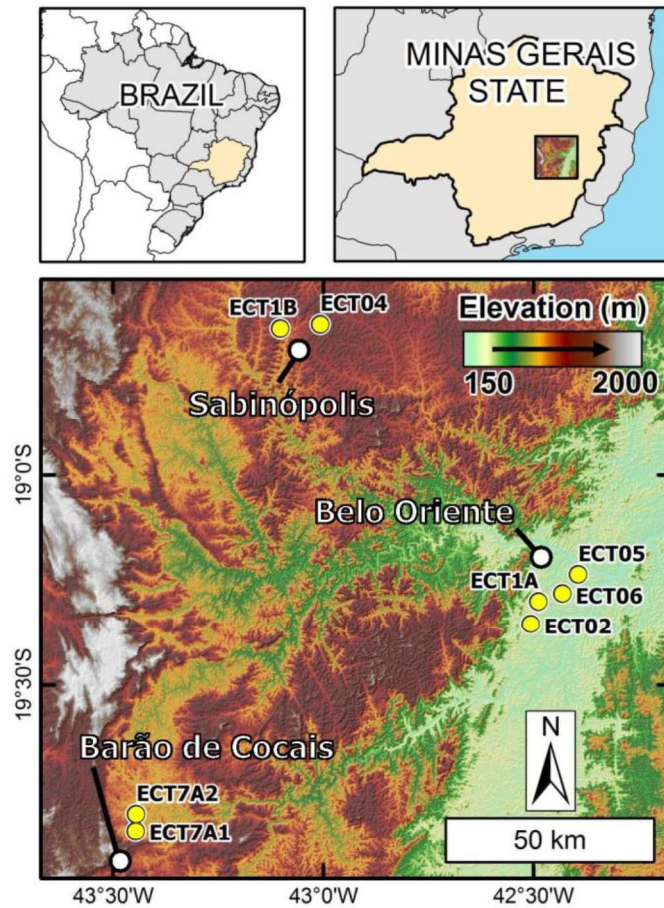 BRAZIL
MINAS GERAIS
STATE
ECT1B
ECT04
Elevation (m)
150
2000
Sabinópolis
19°0'S
Belo Oriente
ECT05
ECT1A
ECT06
ECT02
19°30'S
Barão de Cocais
N
ECT7A2
ECT7A1
50 km
43°30'W
43°0'W
42°30'W